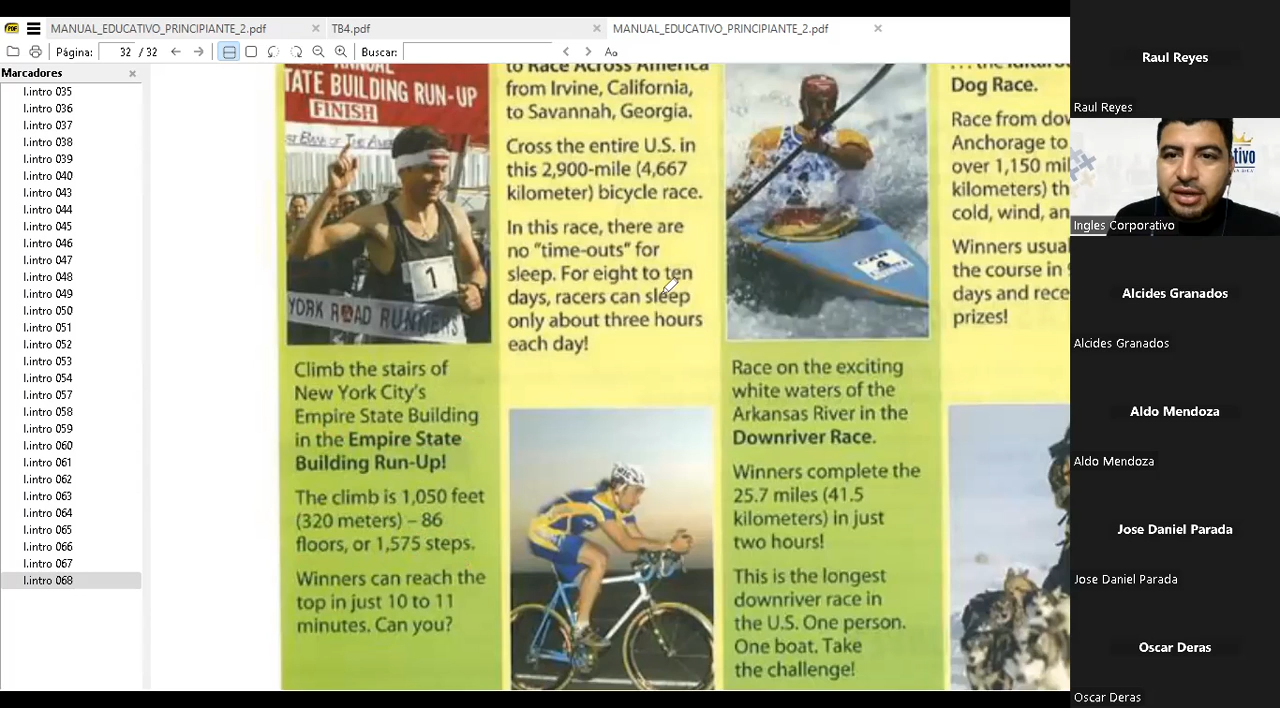 MANUAL_EDUCATIVO_PRINCIPIANTE_2.pdf
TB4.pdf
MANUAL_EDUCATIVO_PRINCIPIANTE_2.pdf
Página: 32 / 32
Buscar:
Aa
Marcadores
I.intro 035
I.intro 036
I.intro 037
I.intro 038
I.intro 039
I.intro 040
I.intro 043
I.intro 044
I.intro 045
I.intro 046
I.intro 047
I.intro 048
I.intro 049
I.intro 050
I.intro 051
I.intro 052
I.intro 053
I.intro 054
I.intro 057
I.intro 058
I.intro 059
I.intro 060
I.intro 061
I.intro 062
I.intro 063
I.intro 064
I.intro 065
I.intro 066
I.intro 067
I.intro 068
ANNUAL
TATE BUILDING RUN-UP
FINISH
1
YORK ROAD RUNNERS
Climb the stairs of
New York City's
Empire State Building
in the Empire State
Building Run-Up!
The climb is 1,050 feet
(320 meters) – 86
floors, or 1,575 steps.
Winners can reach the
top in just 10 to 11
minutes. Can you?
to Race Across America
from Irvine, California,
to Savannah, Georgia.
Cross the entire U.S. in
this 2,900-mile (4,667
kilometer) bicycle race.
In this race, there are
no "time-outs" for
sleep. For eight to ten
days, racers can sleep
only about three hours
each day!
4
Race on the exciting
white waters of the
Arkansas River in the
Downriver Race.
Winners complete the
25.7 miles (41.5
kilometers) in just
two hours!
This is the longest
downriver race in
the U.S. One person.
One boat. Take
the challenge!
Dog Race.
Race from dow
Anchorage to
over 1,150 mil
kilometers) th
cold, wind, an
Winners usual
the course in 9
days and rece
prizes!
Raul Reyes
Raul Reyes
tivo
Ingles Corporativo
Alcides Granados
Alcides Granados
Aldo Mendoza
Aldo Mendoza
Jose Daniel Parada
Jose Daniel Parada
Oscar Deras
Oscar Deras